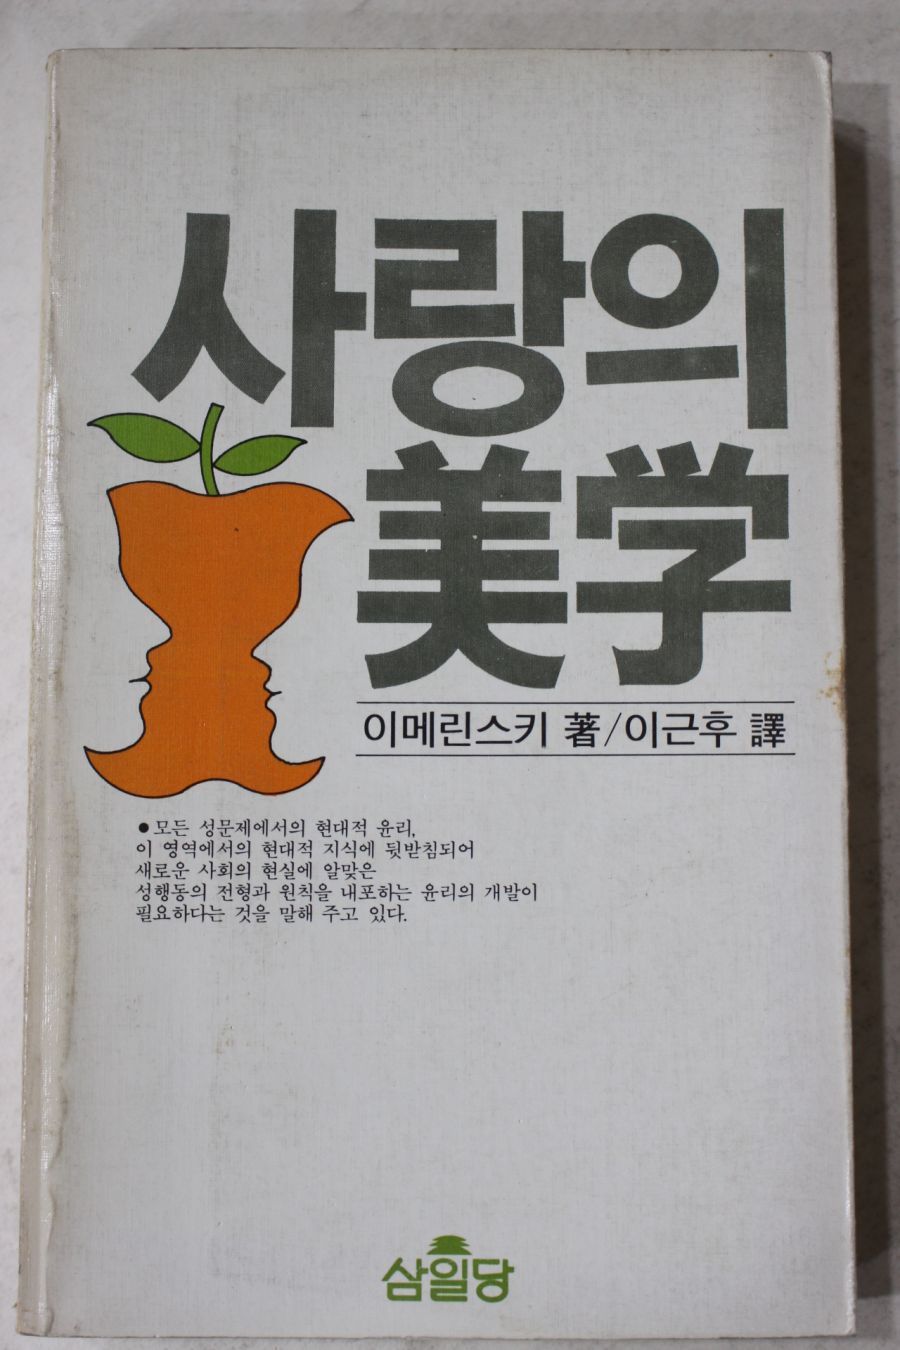 사랑의
美学
이메린스키 著/이근후 譯
●모든 성문제에서의 현대적 윤리,
이 영역에서의 현대적 지식에 뒷받침되어
새로운 사회의 현실에 알맞은
성행동의 전형과 원칙을 내포하는 윤리의 개발이
필요하다는 것을 말해 주고 있다.
삼일당